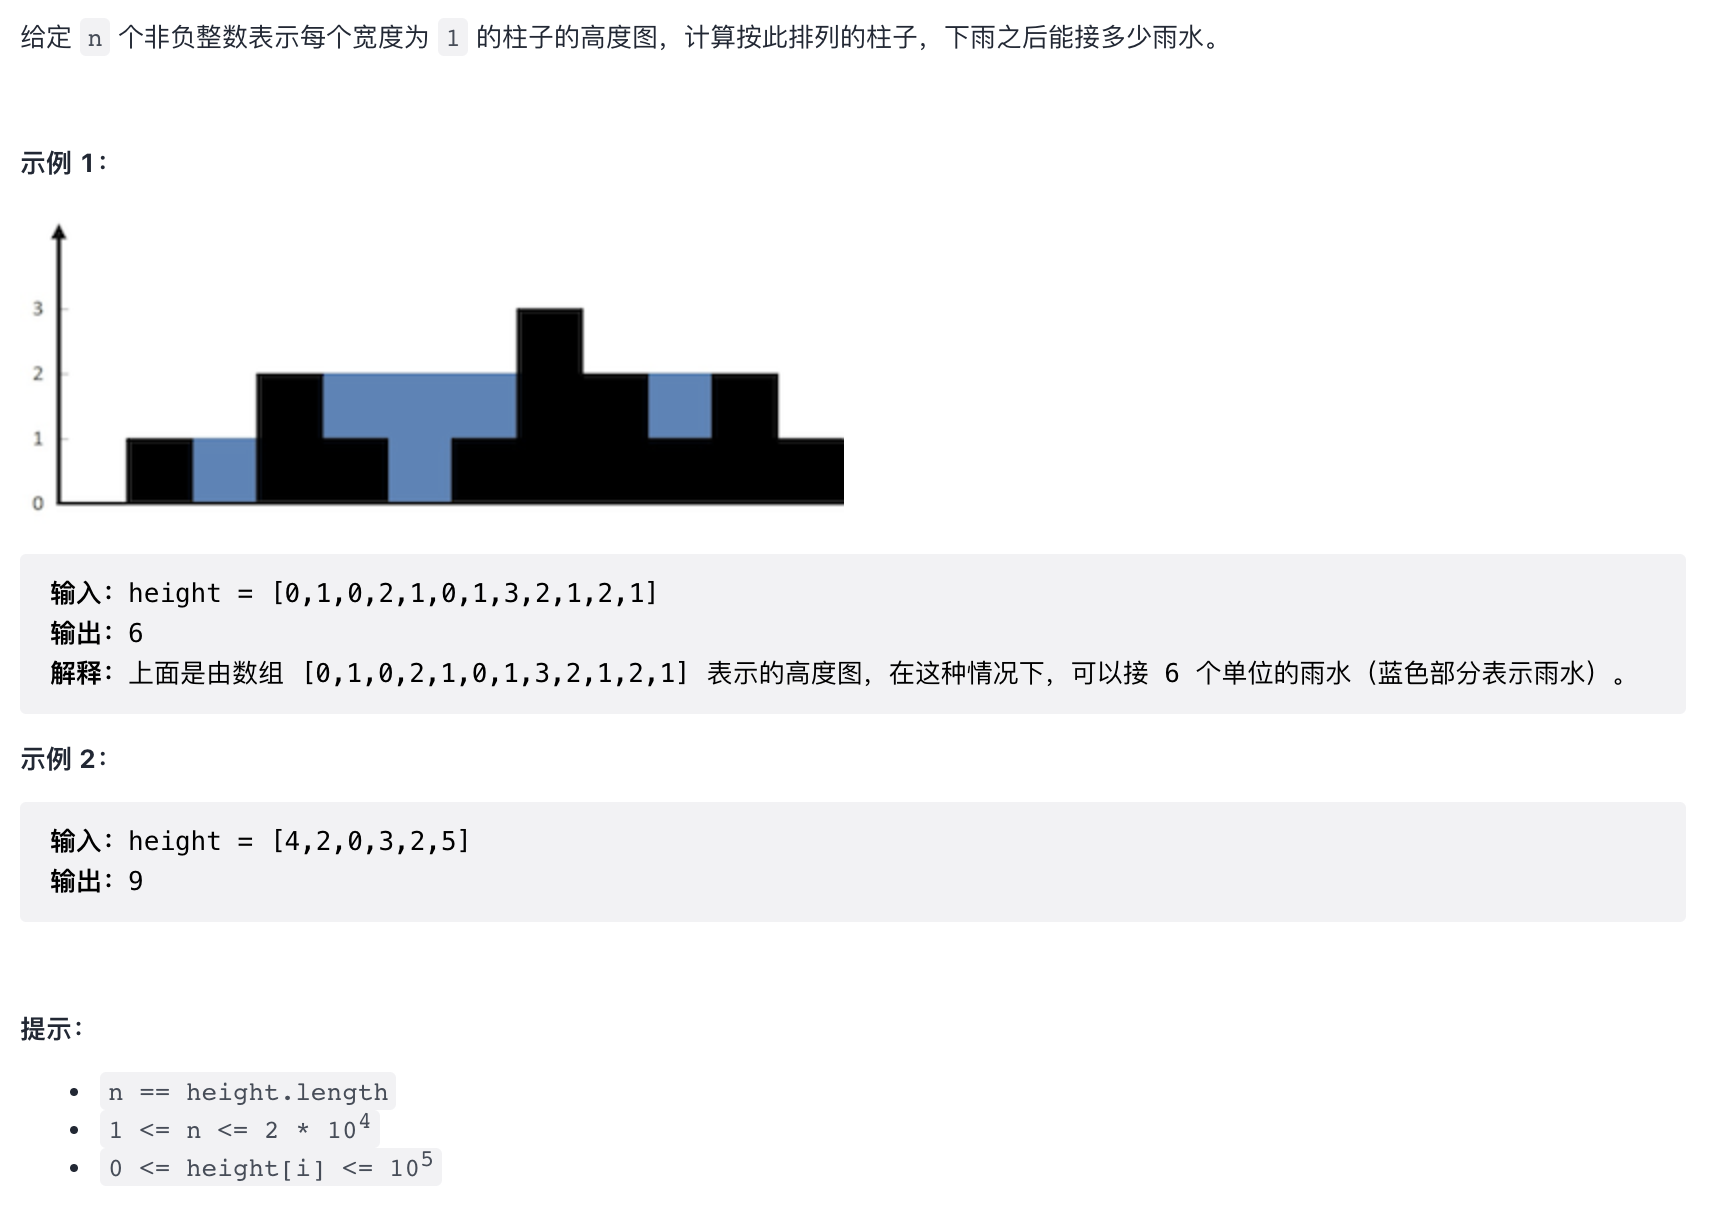 给定 n 个非负整数表示每个宽度为 1 的柱子的高度图，计算按此排列的柱子，下雨之后能接多少雨水。
示例 1：
3
2
1
0
输入：height = [0,1,0,2,1,0,1,3,2,1,2,1]
输出：6
解释：上面是由数组 [0,1,0,2,1,0,1,3,2,1,2,1] 表示的高度图，在这种情况下，可以接 6 个单位的雨水（蓝色部分表示雨水）。
示例 2：
输入：height = [4,2,0,3,2,5]
输出：9
提示：
n == height.length
1 <= n <= 2 * 10⁴
0 <= height[i] <= 10⁵